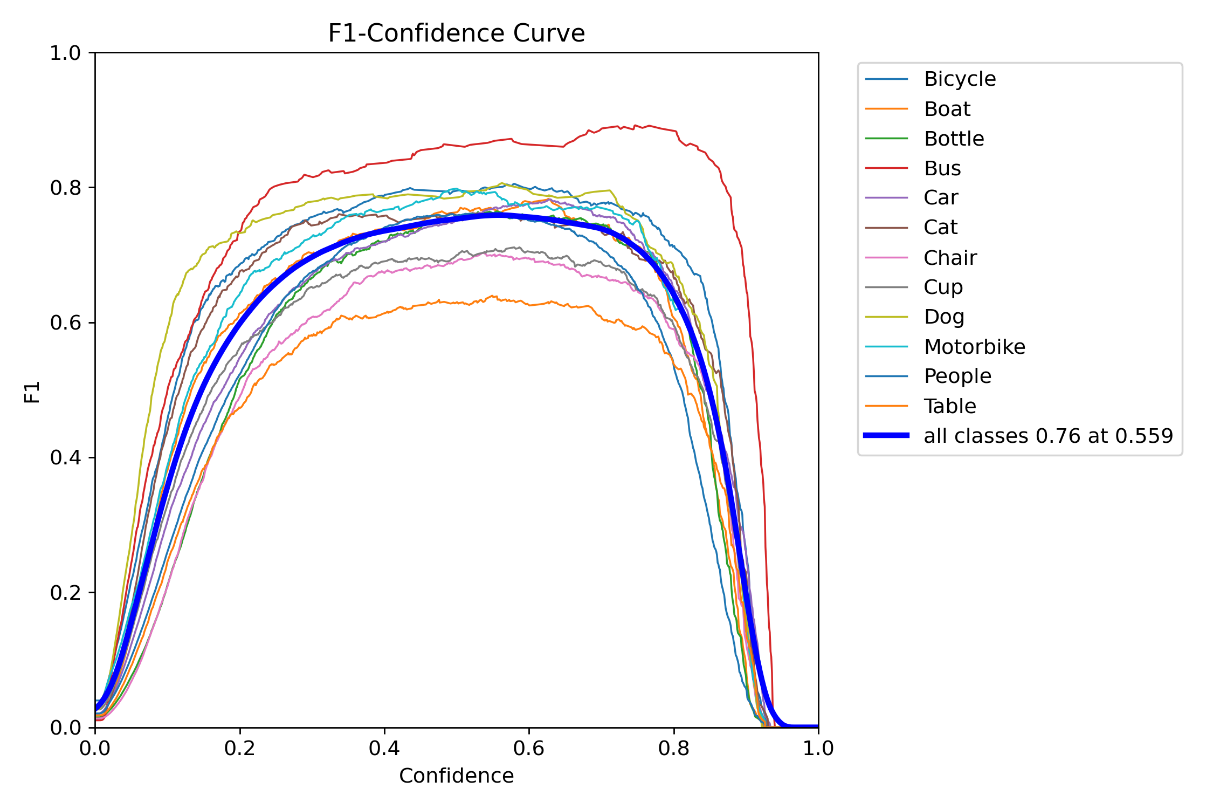 F1-Confidence Curve
1.0
0.8
0.6
0.4
0.2
0.0
F1
0.0 0.2 0.4 0.6 0.8 1.0
Confidence
Bicycle
Boat
Bottle
Bus
Car
Cat
Chair
Cup
Dog
Motorbike
People
Table
all classes 0.76 at 0.559